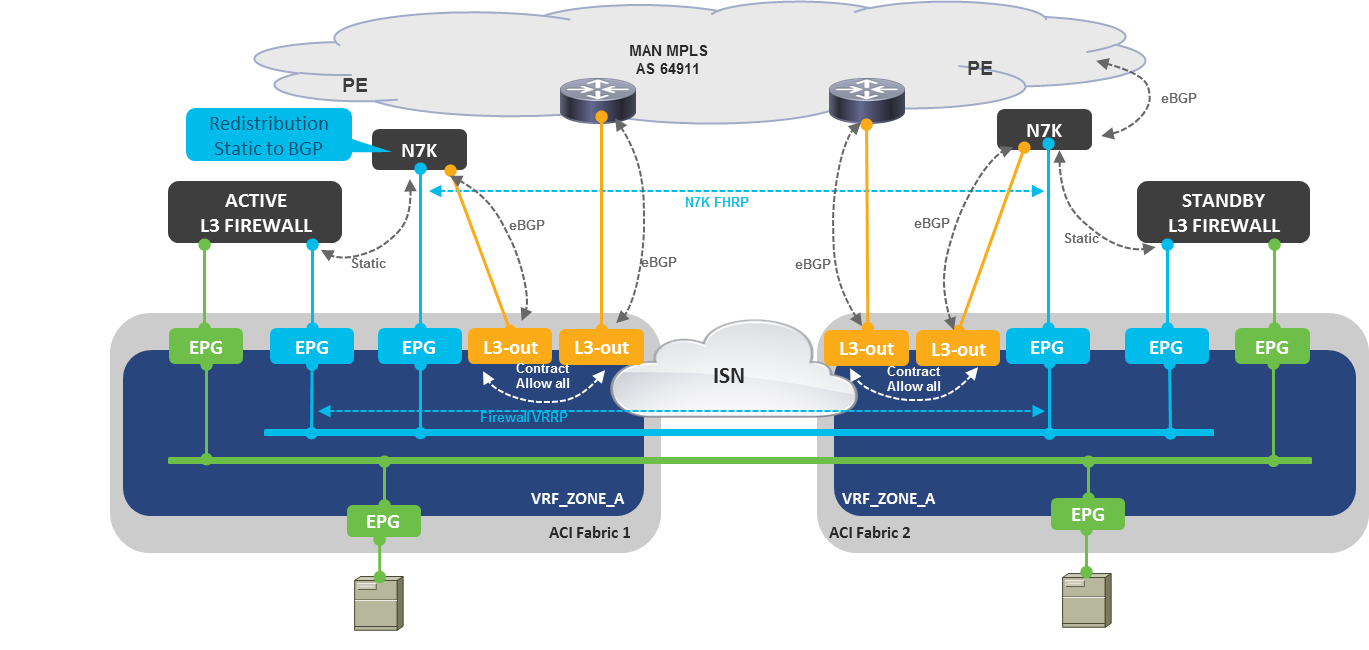 MAN MPLS
AS 64911
PE
PE
eBGP
Redistribution
Static to BGP
N7K
N7K
ACTIVE
L3 FIREWALL
STANDBY
L3 FIREWALL
N7K FHRP
eBGP
eBGP
Static
Static
eBGP
eBGP
EPG
EPG
EPG
L3-out
L3-out
L3-out
L3-out
EPG
EPG
EPG
Contract
Allow all
ISN
Contract
Allow all
Firewall VRRP
VRF_ZONE_A
VRF_ZONE_A
EPG
EPG
ACI Fabric 1
ACI Fabric 2